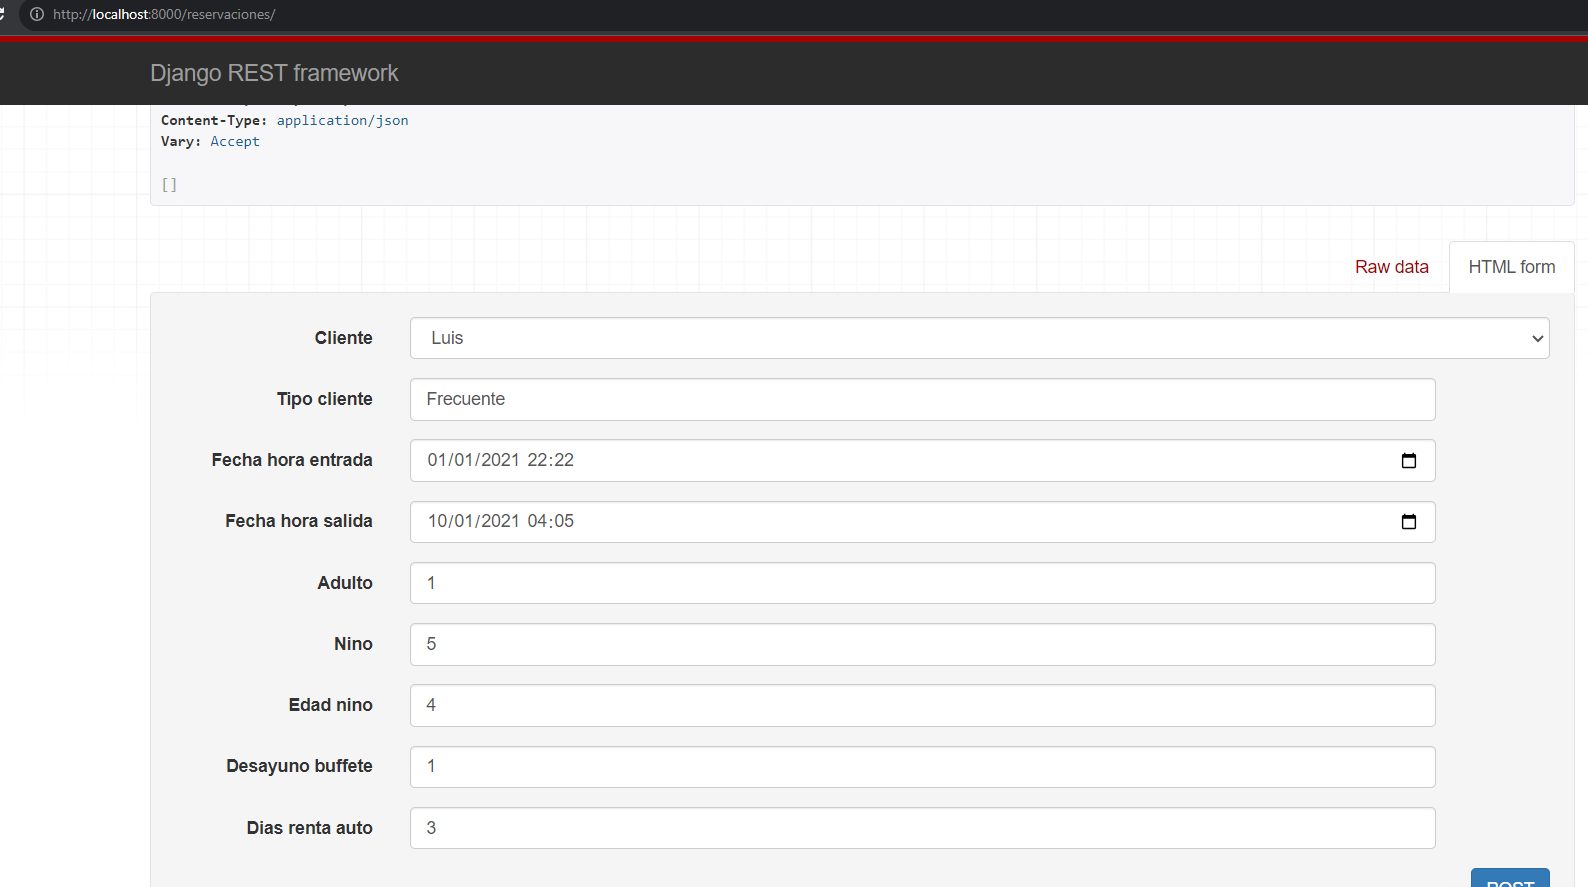 http://localhost:8000/reservaciones/
Django REST framework
Content-Type: application/json
Vary: Accept
[]
Raw data
HTML form
Cliente
Luis
Tipo cliente
Frecuente
Fecha hora entrada
01/01/2021 22:22
Fecha hora salida
10/01/2021 04:05
Adulto
1
Nino
5
Edad nino
4
Desayuno buffete
1
Dias renta auto
3
POST